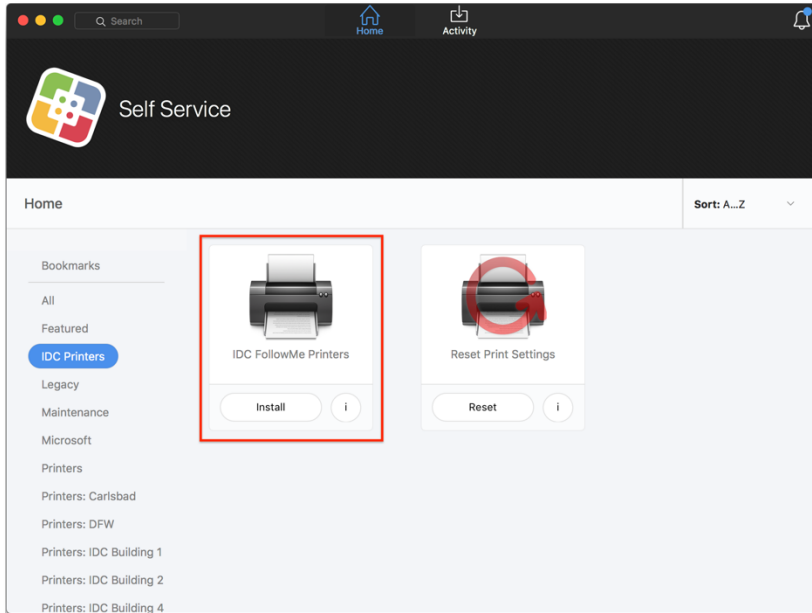 Search
Home
Activity
Self Service
Home
Sort: A...Z
Bookmarks
All
Featured
IDC Printers
Legacy
Maintenance
Microsoft
Printers
Printers: Carlsbad
Printers: DFW
Printers: IDC Building 1
Printers: IDC Building 2
Printers: IDC Building 4
IDC FollowMe Printers
Install
i
Reset Print Settings
Reset
i